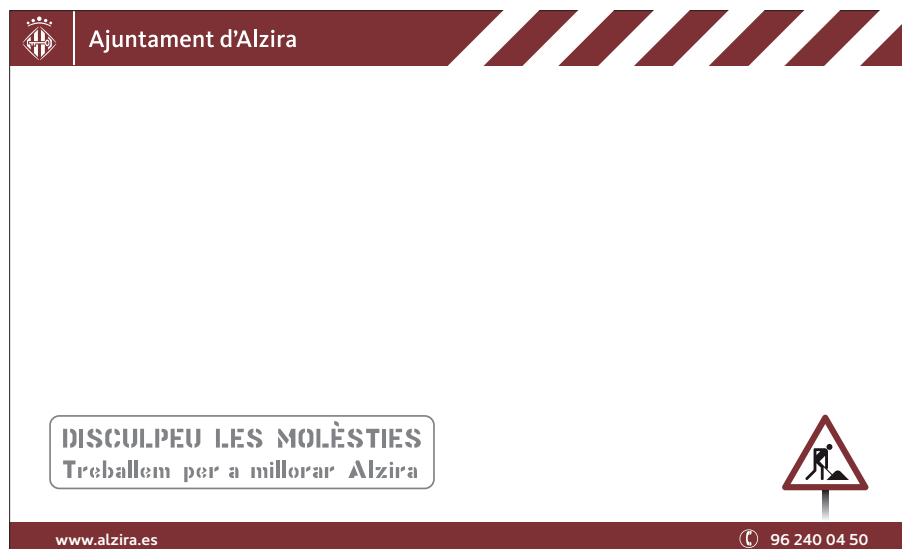 Ajuntament d’Alzira
DISCULPEU LES MOLÈSTIES
Treballem per a millorar Alzira
www.alzira.es
96 240 04 50